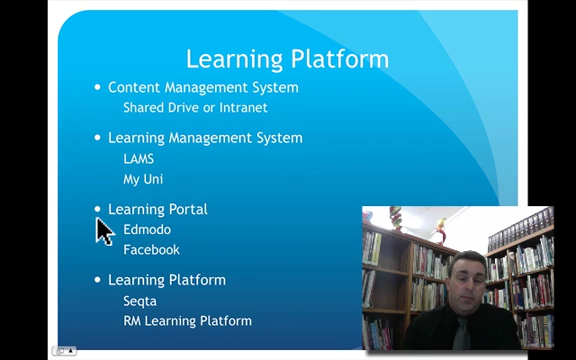 Learning Platform
Content Management System
Shared Drive or Intranet
Learning Management System
LAMS
My Uni
Learning Portal
Edmodo
Facebook
Learning Platform
Seqta
RM Learning Platform